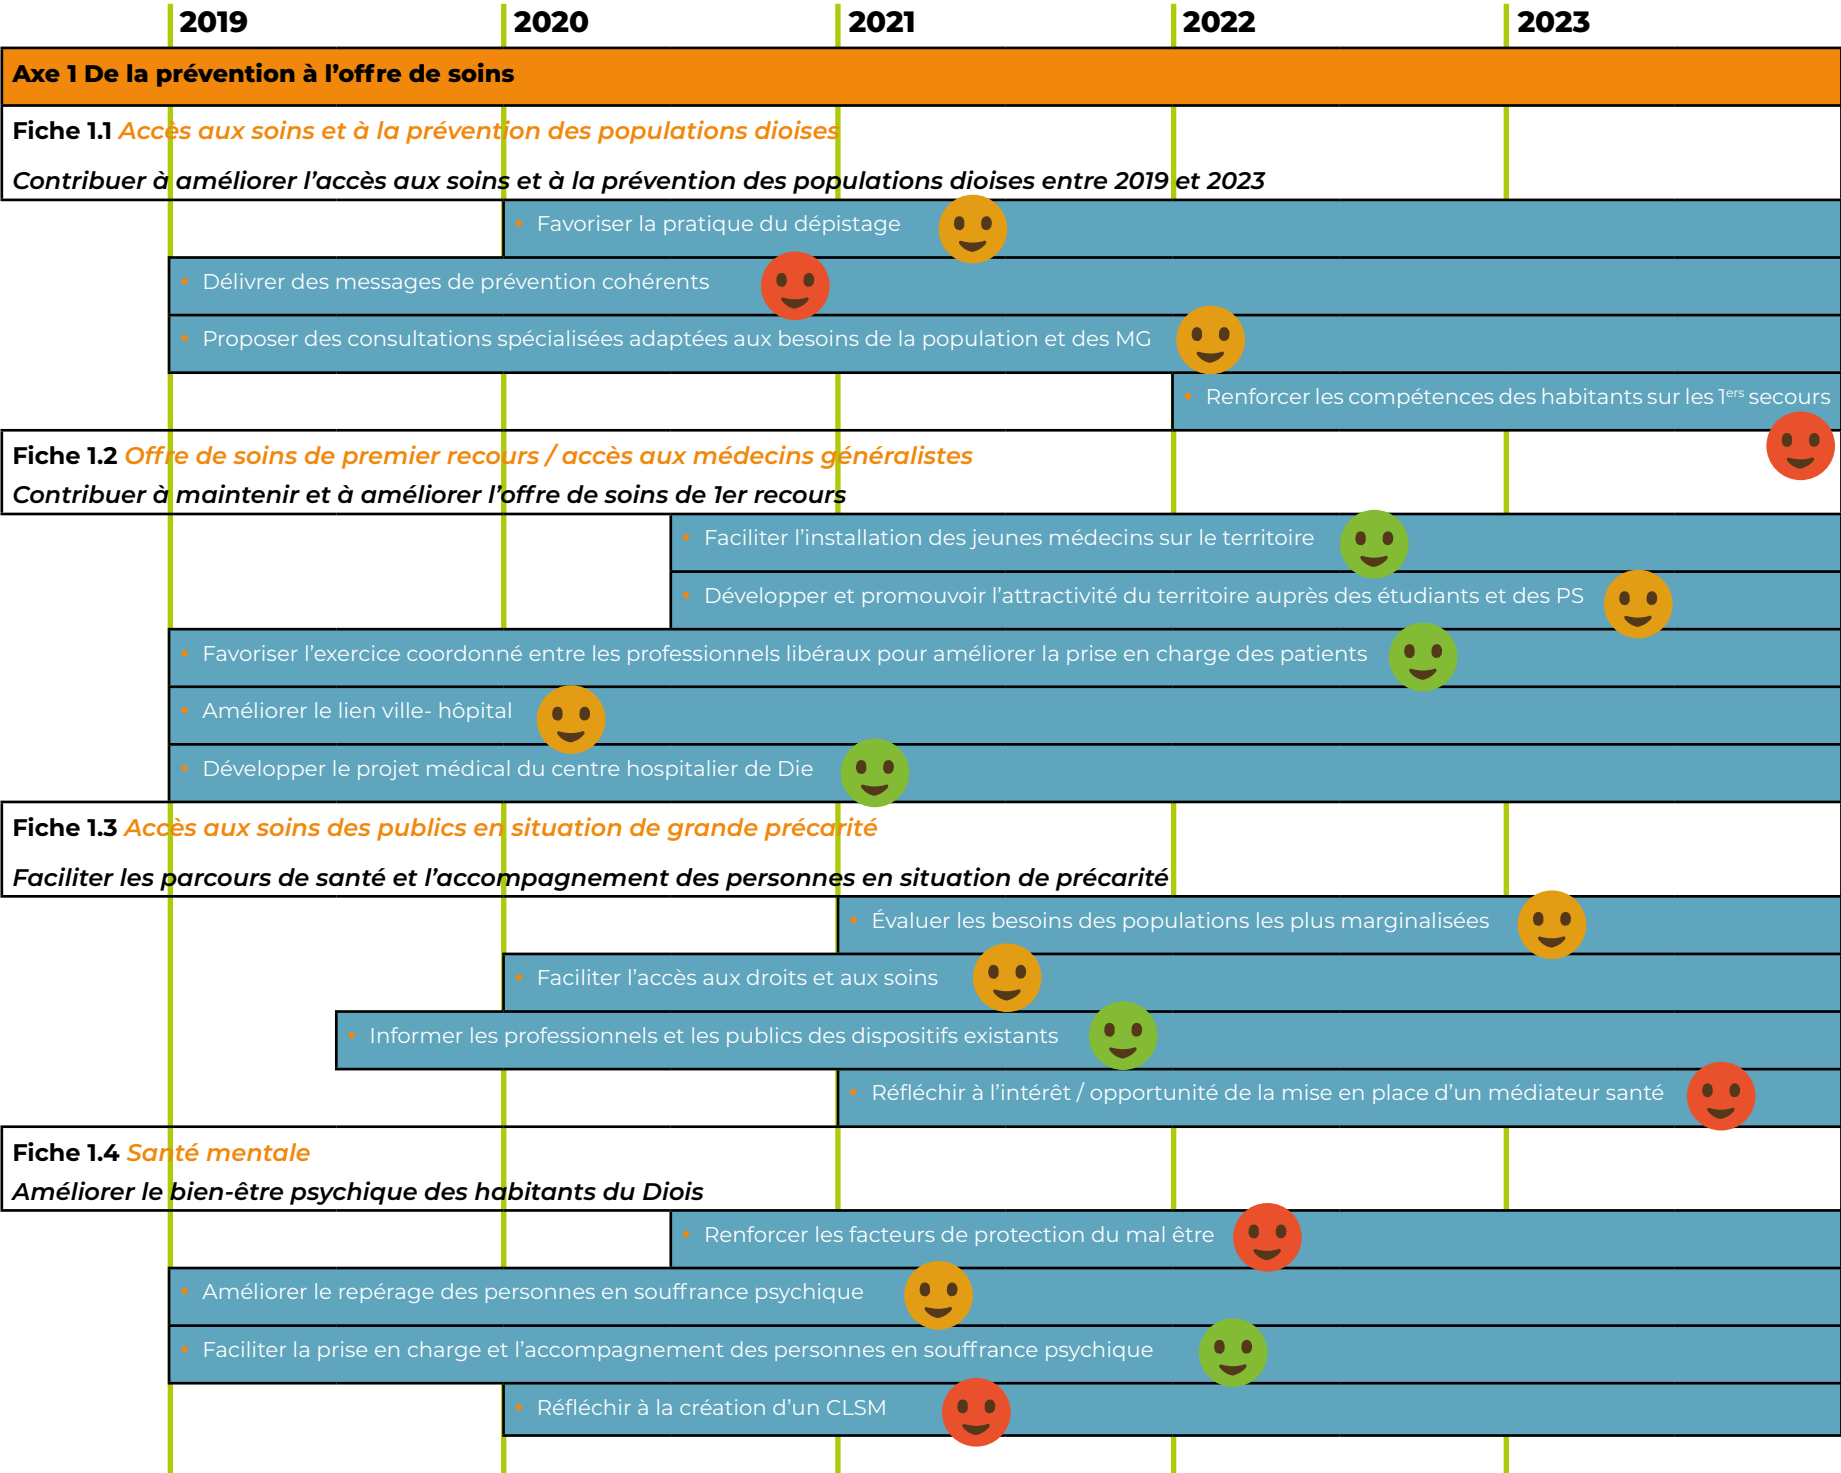 2019 2020 2021 2022 2023
Axe 1 De la prévention à l’offre de soins
Fiche 1.1 Accès aux soins et à la prévention des populations dioises
Contribuer à améliorer l’accès aux soins et à la prévention des populations dioises entre 2019 et 2023
• Favoriser la pratique du dépistage
• Délivrer des messages de prévention cohérents
• Proposer des consultations spécialisées adaptées aux besoins de la population et des MG
• Renforcer les compétences des habitants sur les 1ers secours
Fiche 1.2 Offre de soins de premier recours / accès aux médecins généralistes
Contribuer à maintenir et à améliorer l’offre de soins de 1er recours
• Faciliter l’installation des jeunes médecins sur le territoire
• Développer et promouvoir l’attractivité du territoire auprès des étudiants et des PS
• Favoriser l’exercice coordonné entre les professionnels libéraux pour améliorer la prise en charge des patients
• Améliorer le lien ville- hôpital
• Développer le projet médical du centre hospitalier de Die
Fiche 1.3 Accès aux soins des publics en situation de grande précarité
Faciliter les parcours de santé et l’accompagnement des personnes en situation de précarité
• Évaluer les besoins des populations les plus marginalisées
• Faciliter l’accès aux droits et aux soins
• Informer les professionnels et les publics des dispositifs existants
• Réfléchir à l’intérêt / opportunité de la mise en place d’un médiateur santé
Fiche 1.4 Santé mentale
Améliorer le bien-être psychique des habitants du Diois
• Renforcer les facteurs de protection du mal être
• Améliorer le repérage des personnes en souffrance psychique
• Faciliter la prise en charge et l’accompagnement des personnes en souffrance psychique
• Réfléchir à la création d’un CLSM